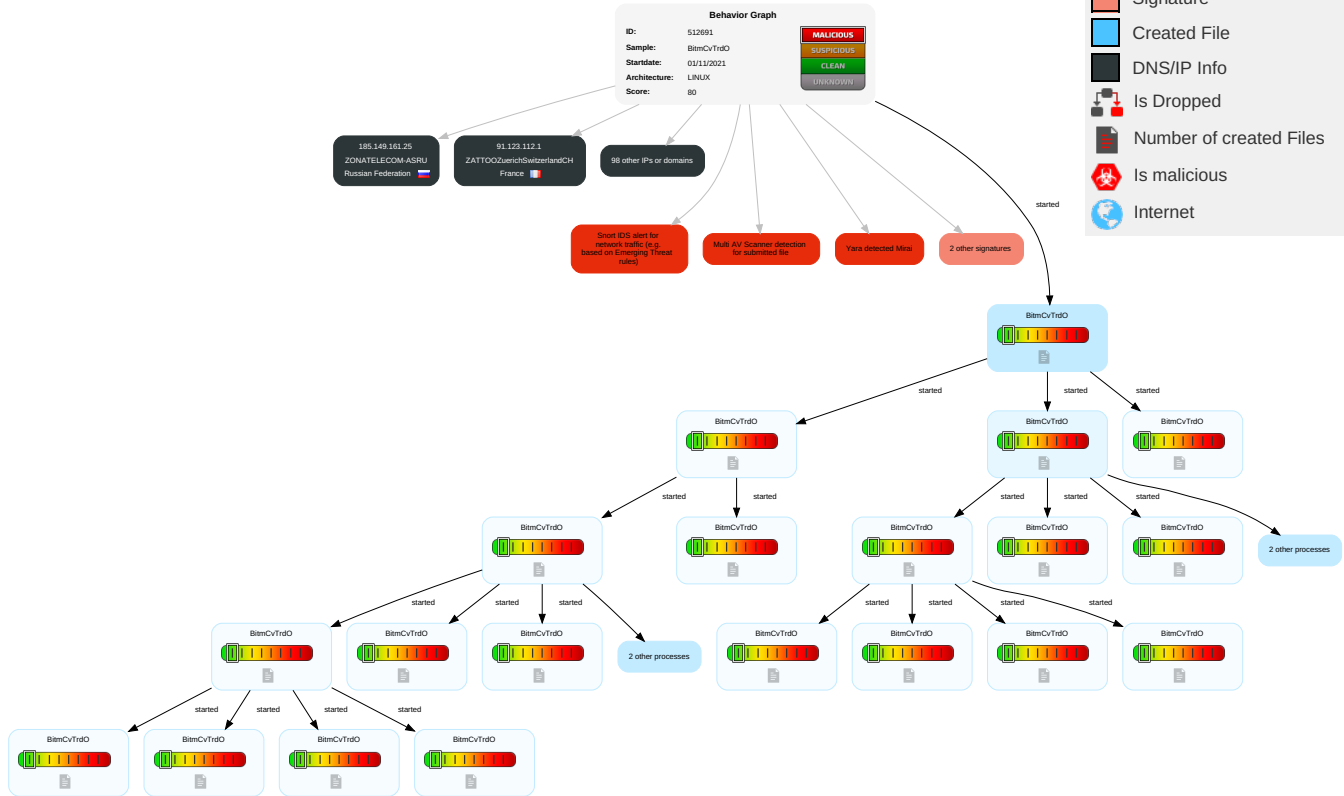 Behavior Graph
ID: 512691
Sample: BitmCvTrdO
Startdate: 01/11/2021
Architecture: LINUX
Score: 80
MALICIOUS
SUSPICIOUS
CLEAN
UNKNOWN
Signature
Created File
DNS/IP Info
Is Dropped
Number of created Files
Is malicious
Internet
185.149.161.25
ZONATELECOM-ASRU
Russian Federation
91.123.112.1
ZATTOOZuerichSwitzerlandCH
France
98 other IPs or domains
started
Snort IDS alert for
network traffic (e.g.
based on Emerging Threat
rules)
Multi AV Scanner detection
for submitted file
Yara detected Mirai
2 other signatures
BitmCvTrdO
started
started
started
BitmCvTrdO
BitmCvTrdO
BitmCvTrdO
started
started
started
started
started
BitmCvTrdO
BitmCvTrdO
BitmCvTrdO
BitmCvTrdO
BitmCvTrdO
2 other processes
started
started
started
started
started
started
started
BitmCvTrdO
BitmCvTrdO
BitmCvTrdO
2 other processes
BitmCvTrdO
BitmCvTrdO
BitmCvTrdO
BitmCvTrdO
started
started
started
started
BitmCvTrdO
BitmCvTrdO
BitmCvTrdO
BitmCvTrdO